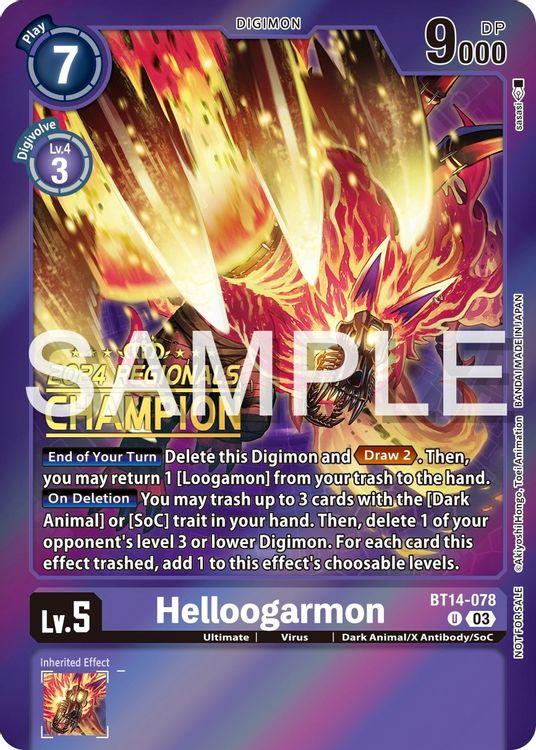 DIGIMON
Play
7
DP
9000
Digivolve
Lv.4
3
sasasi
SAMPLE
2024 REGIONALS
CHAMPION
End of Your Turn Delete this Digimon and Draw 2. Then,
you may return 1 [Loogamon] from your trash to the hand.
On Deletion You may trash up to 3 cards with the [Dark
Animal] or [SoC] trait in your hand. Then, delete 1 of your
opponent's level 3 or lower Digimon. For each card this
effect trashed, add 1 to this effect's choosable levels.
©Akiyoshi Hongo, Toei Animation BANDAI MADE IN JAPAN
NOT FOR SALE
Lv.5
Helloogarmon
BT14-078
U 03
Ultimate | Virus | Dark Animal/X Antibody/SoC
Inherited Effect
–